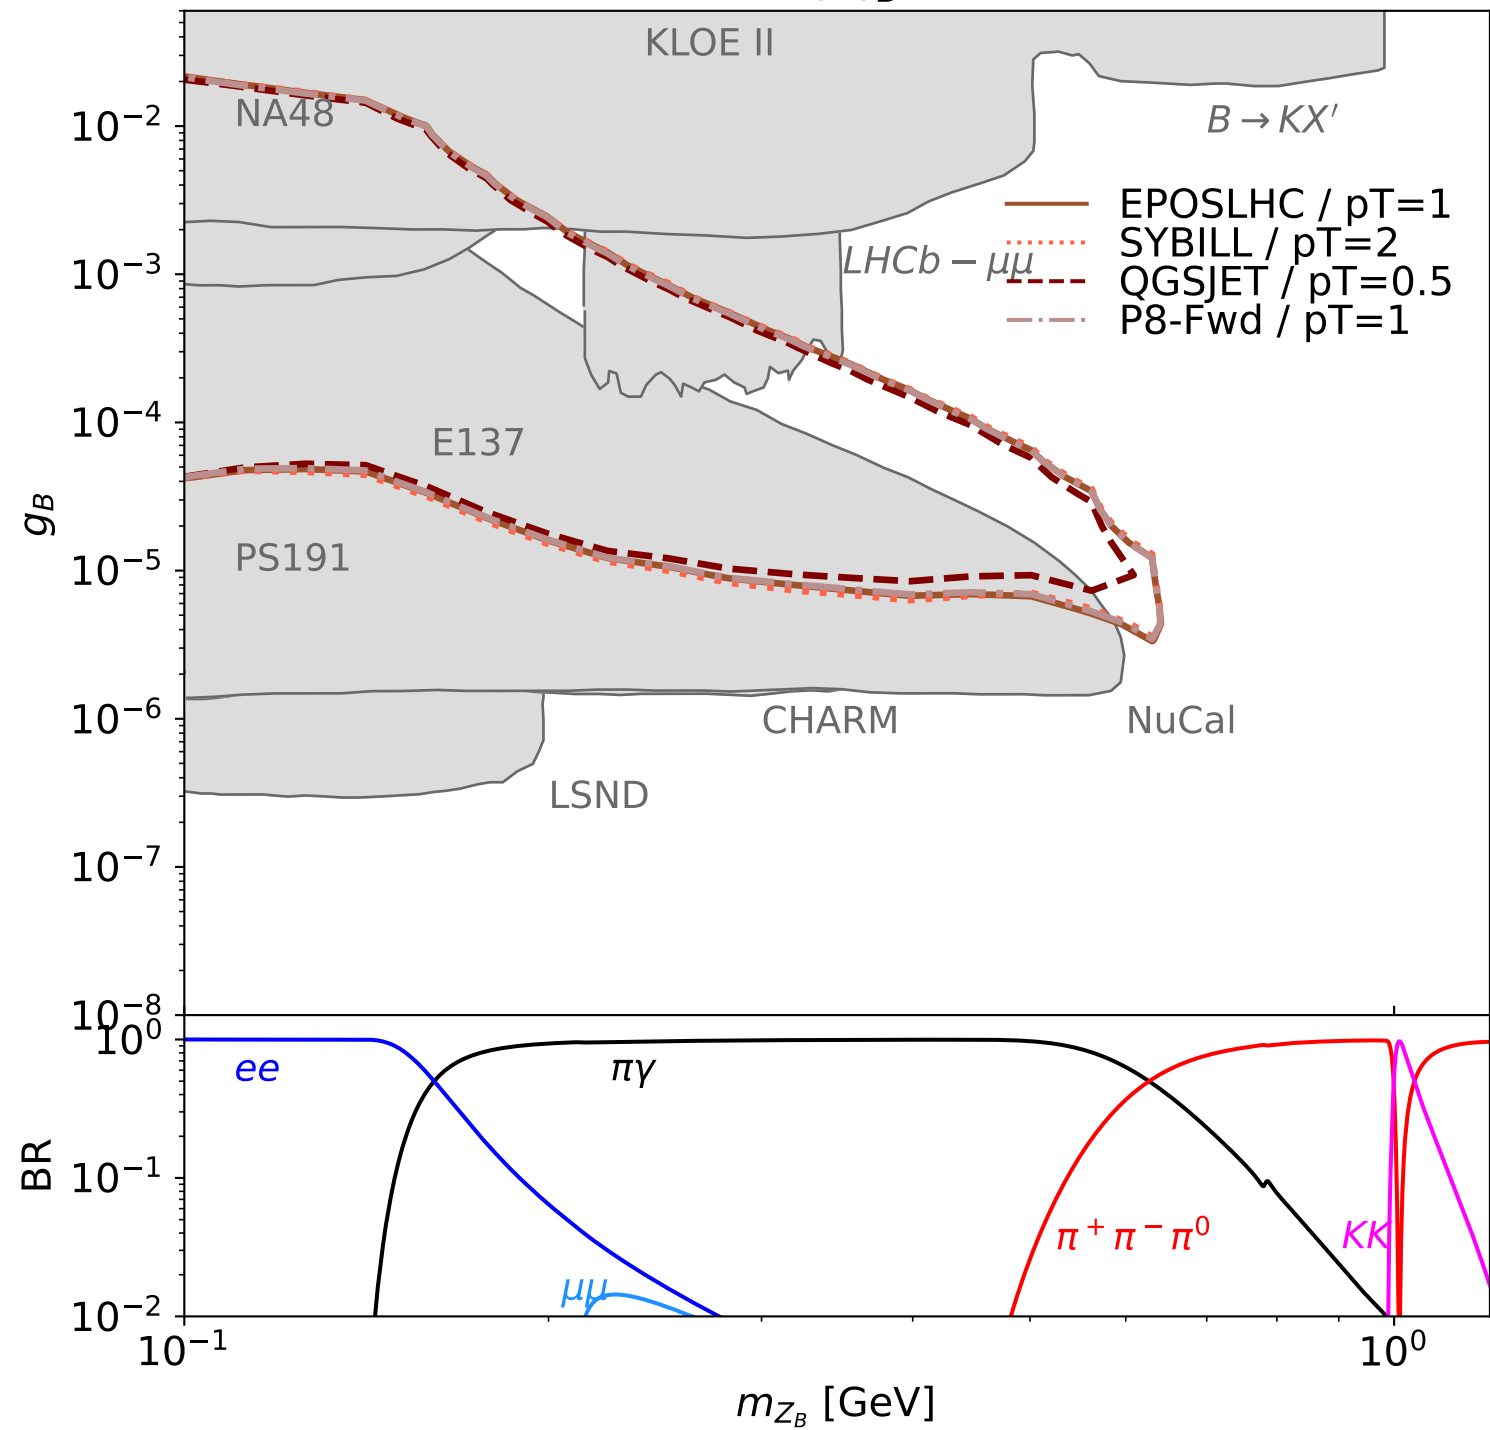 KLOE II
NA48
B → KX′
EPOSLHC / pT=1
SYBILL / pT=2
QGSJET / pT=0.5
P8-Fwd / pT=1
LHCb − μμ
E137
PS191
CHARM
NuCal
LSND
g_B
10⁻²
10⁻³
10⁻⁴
10⁻⁵
10⁻⁶
10⁻⁷
10⁻⁸
10⁰
10⁻¹
10⁻²
BR
ee
πγ
μμ
π⁺π⁻π⁰
KK
10⁻¹
10⁰
m_{Z_B} [GeV]